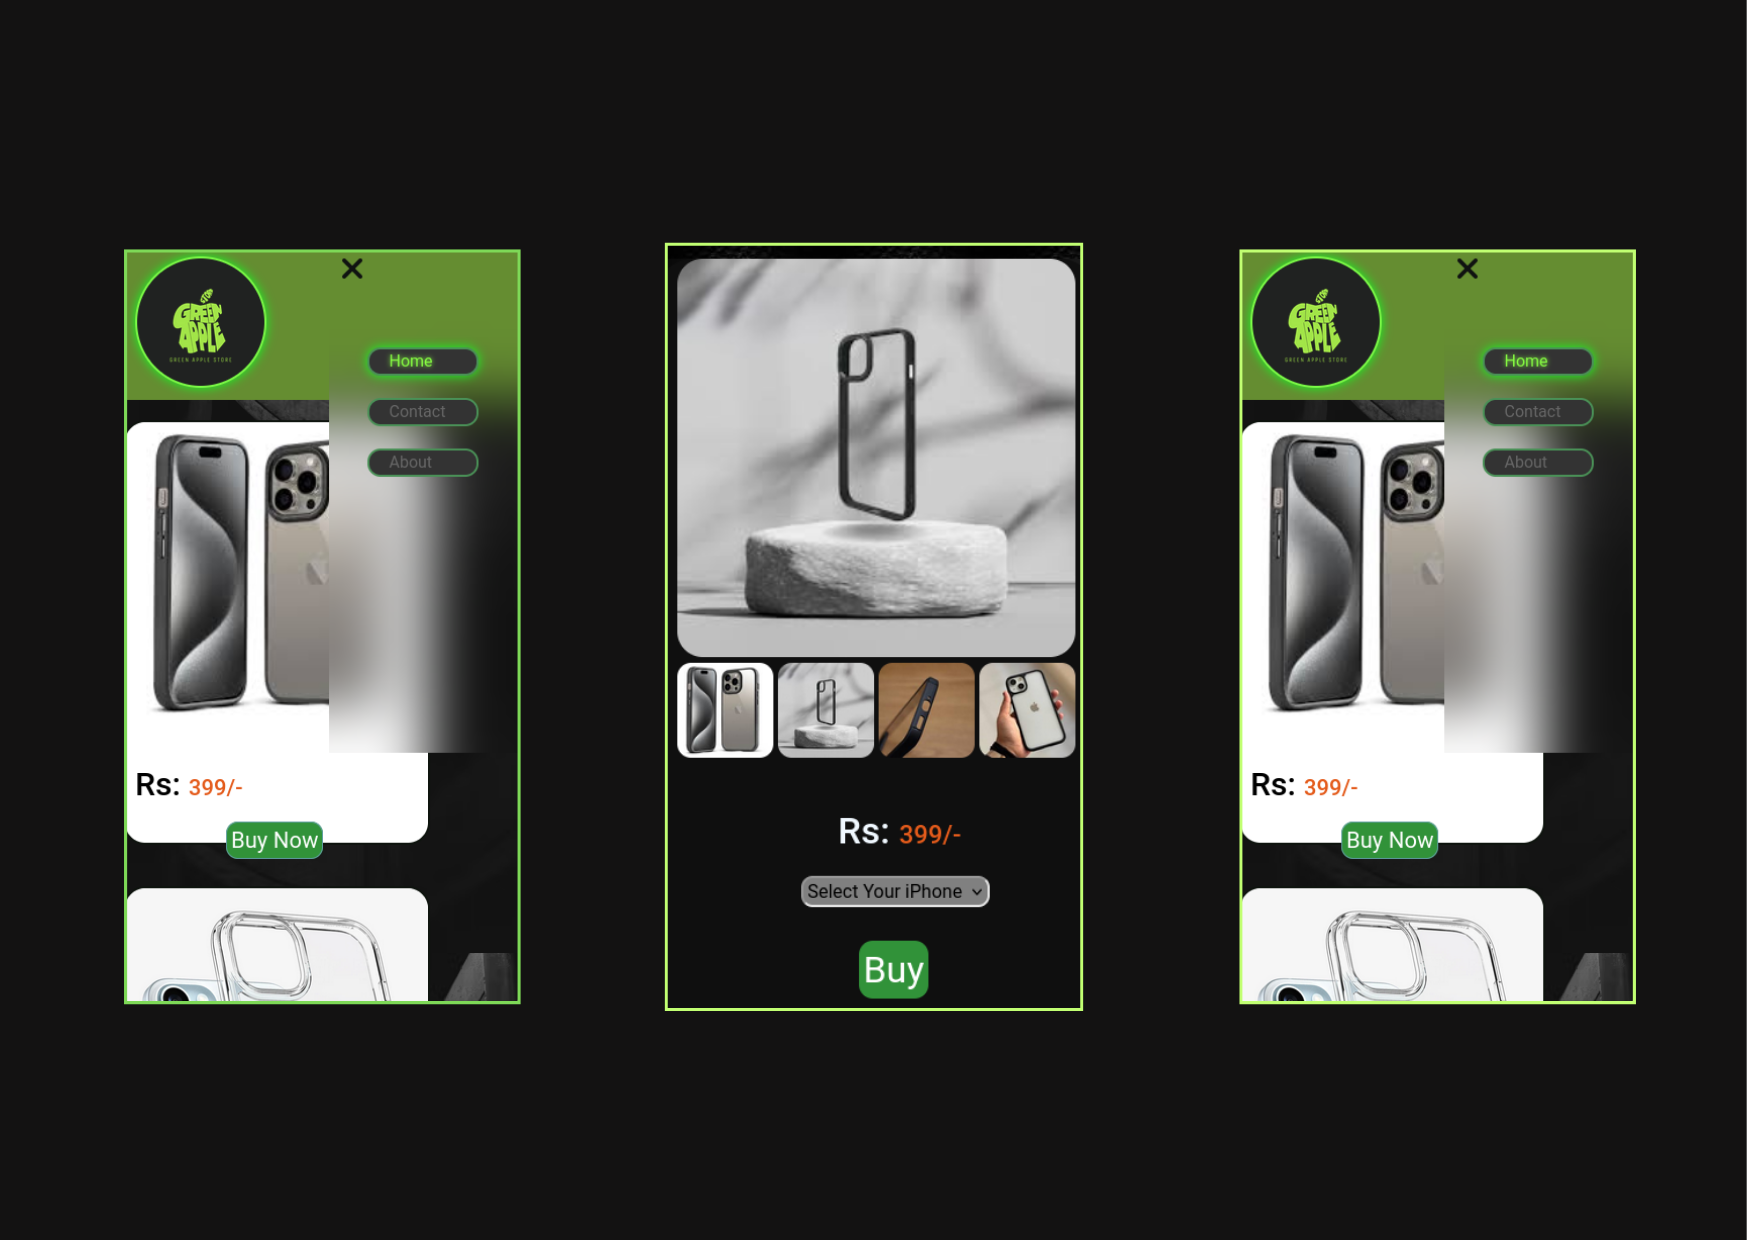 GREEN
APPLE
GREEN APPLE STORE
Home
Contact
About
Rs: 399/-
Buy Now
Rs: 399/-
Select Your iPhone
Buy
GREEN
APPLE
GREEN APPLE STORE
Home
Contact
About
Rs: 399/-
Buy Now